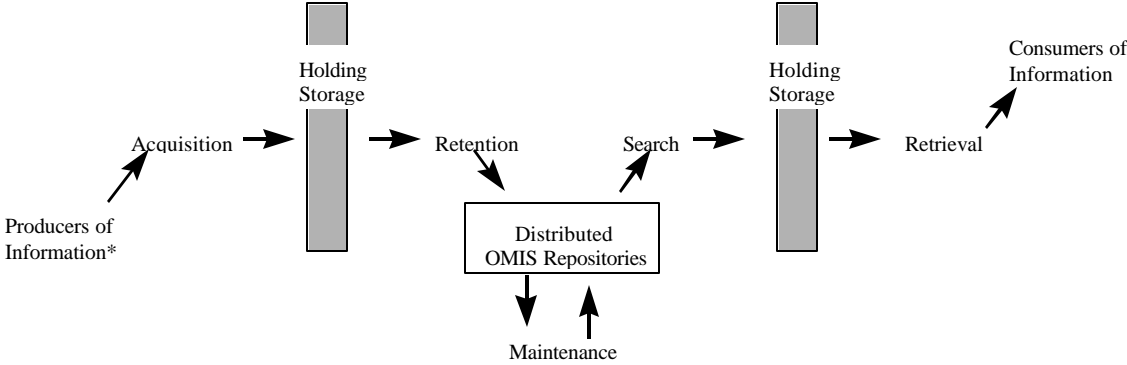 Producers of
Information*
Acquisition
Holding
Storage
Retention
Distributed
OMIS Repositories
Maintenance
Search
Holding
Storage
Retrieval
Consumers of
Information